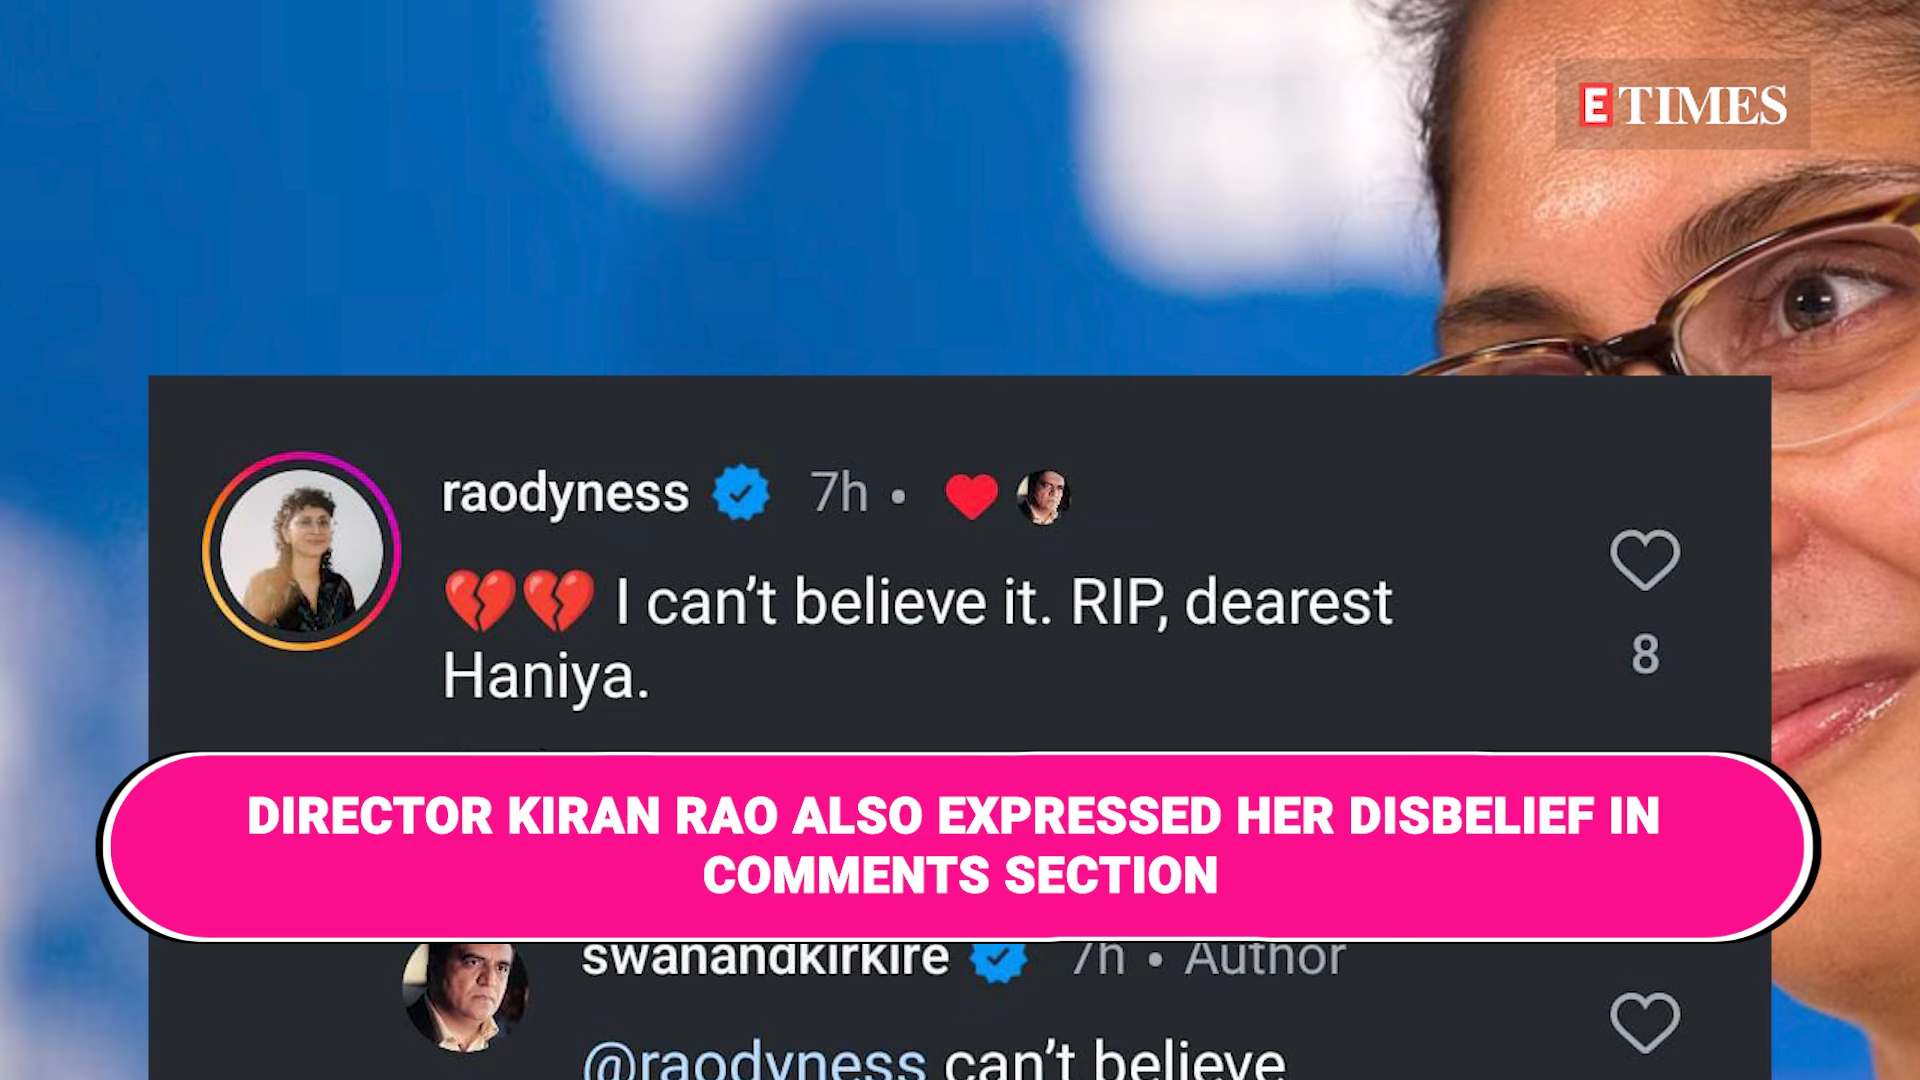 ETIMES
raodyness 7h •
💔💔 I can't believe it. RIP, dearest
Haniya.
8
DIRECTOR KIRAN RAO ALSO EXPRESSED HER DISBELIEF IN
COMMENTS SECTION
swanandkirkire 7h • Author
@raodyness can't believe